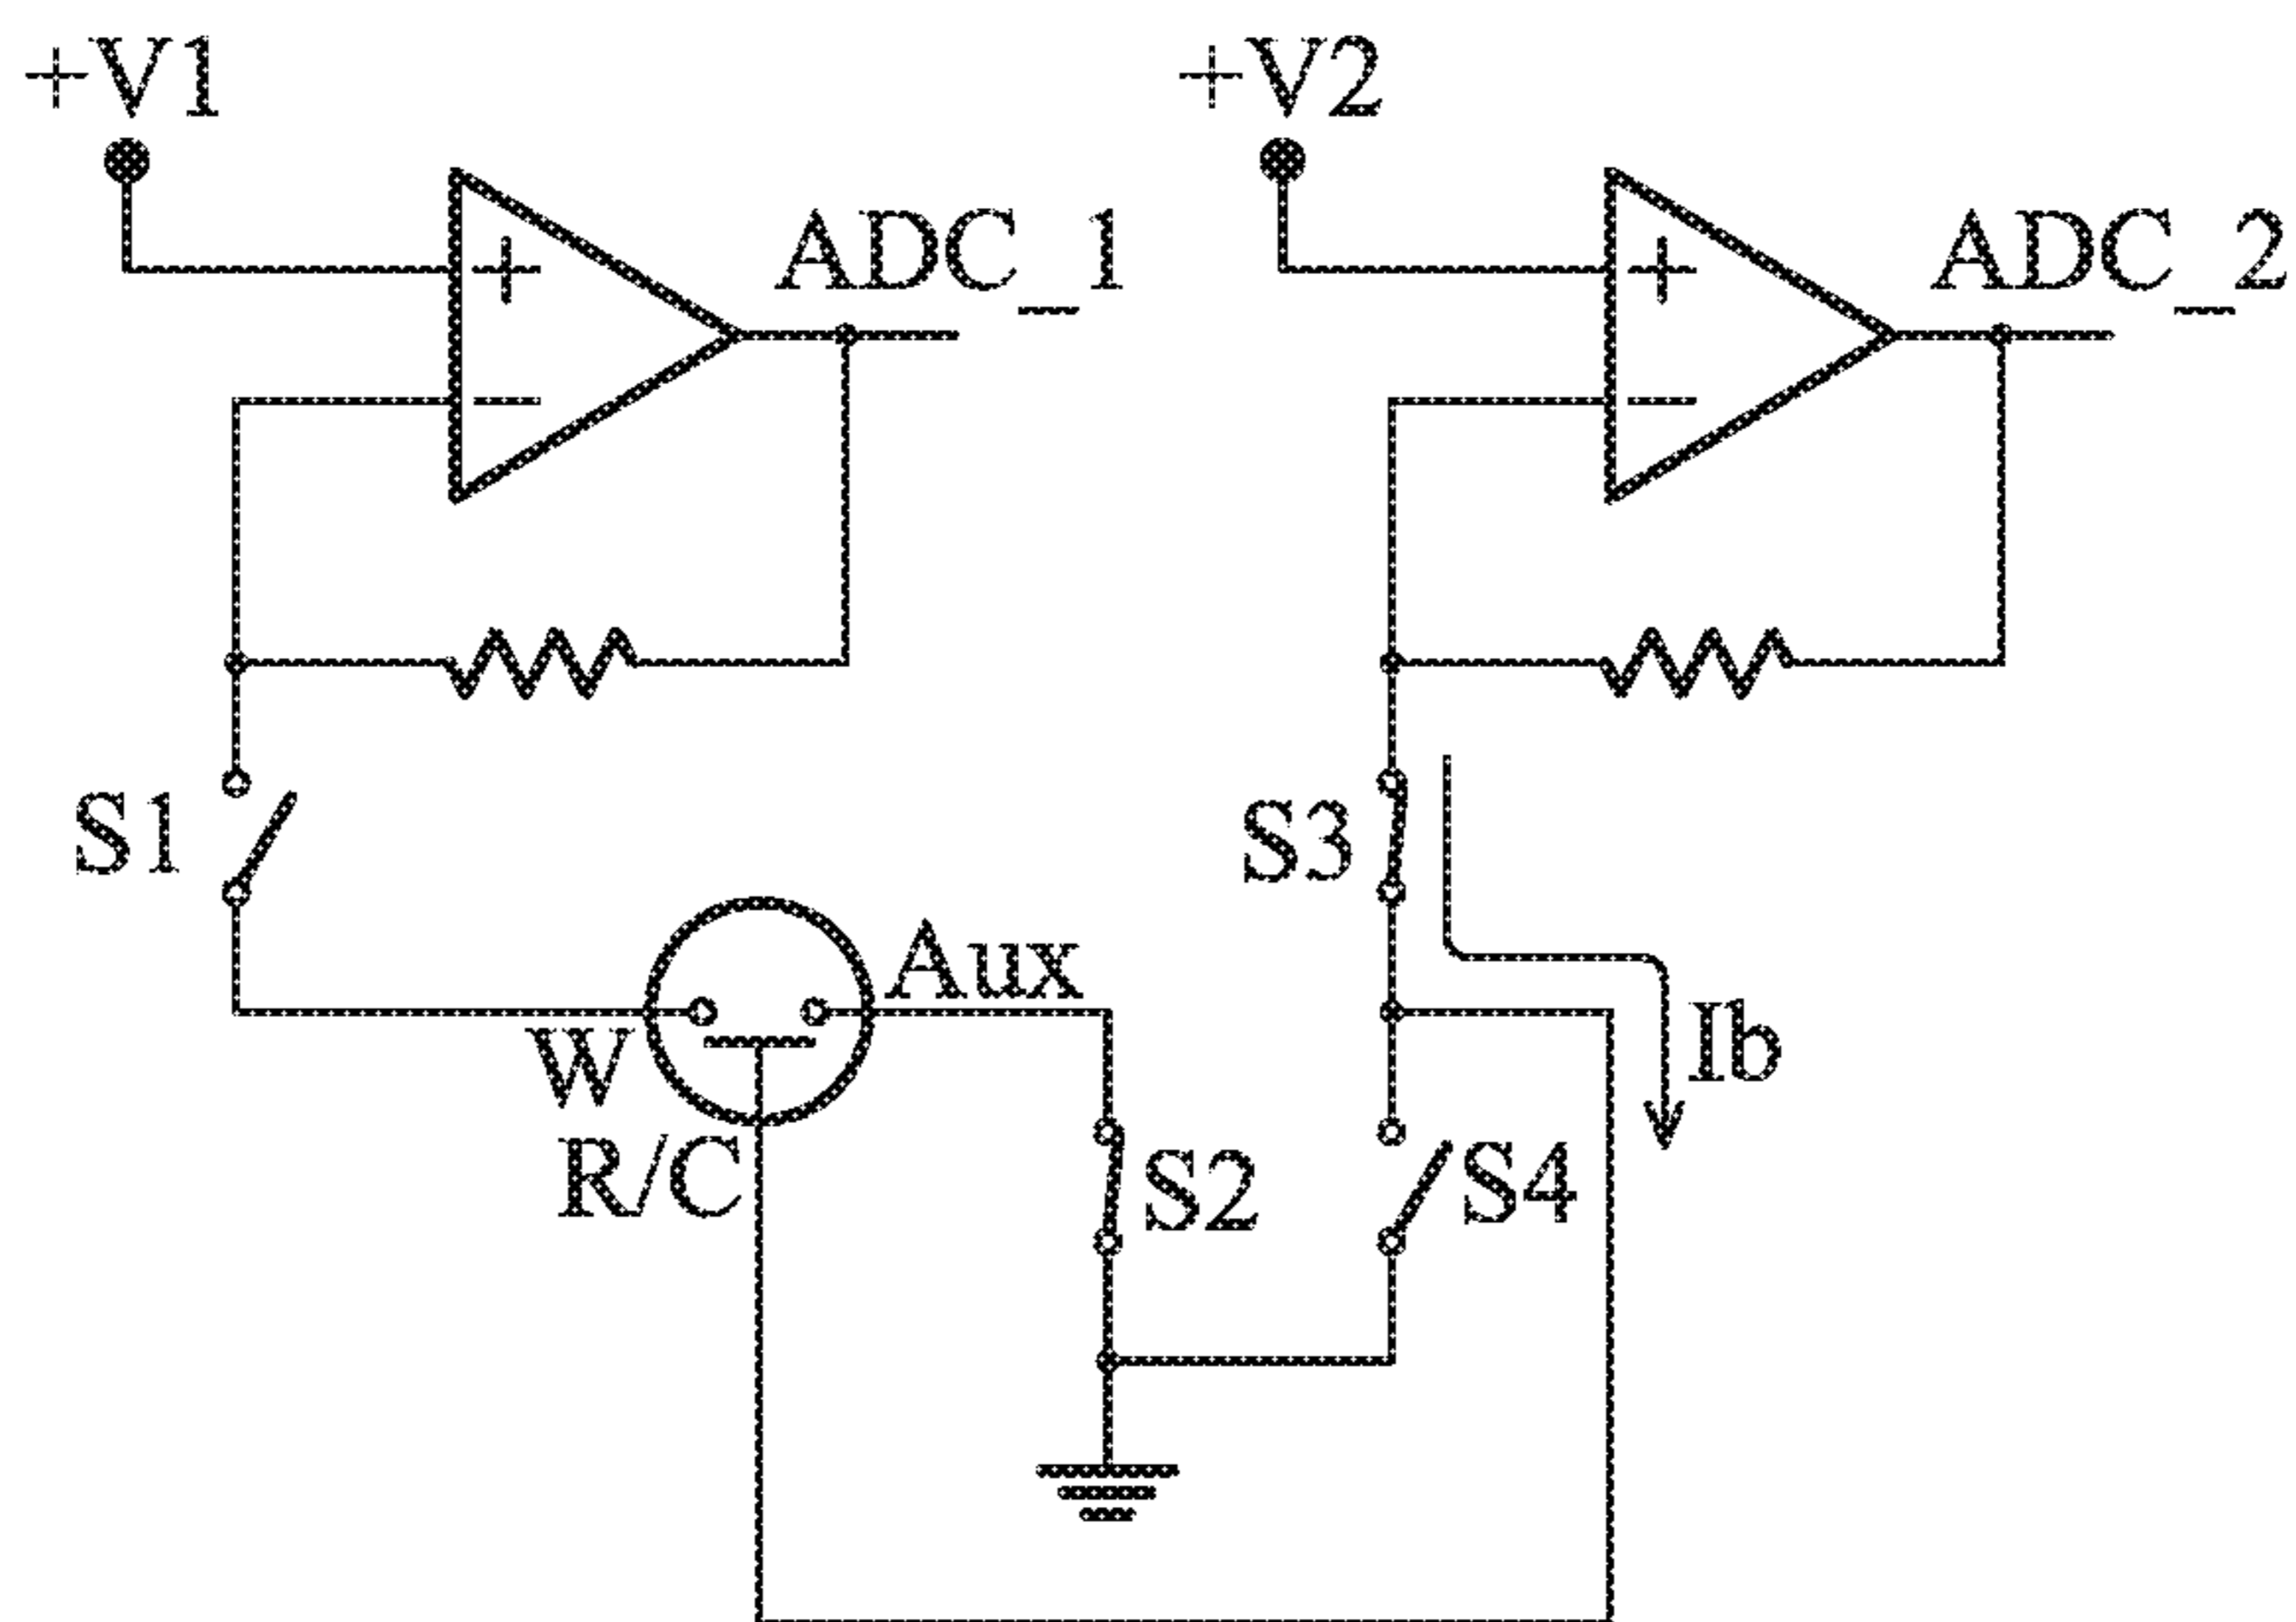 +V1
+V2
ADC_1
ADC_2
S1
S3
Aux
W
Ib
R/C
S2
S4